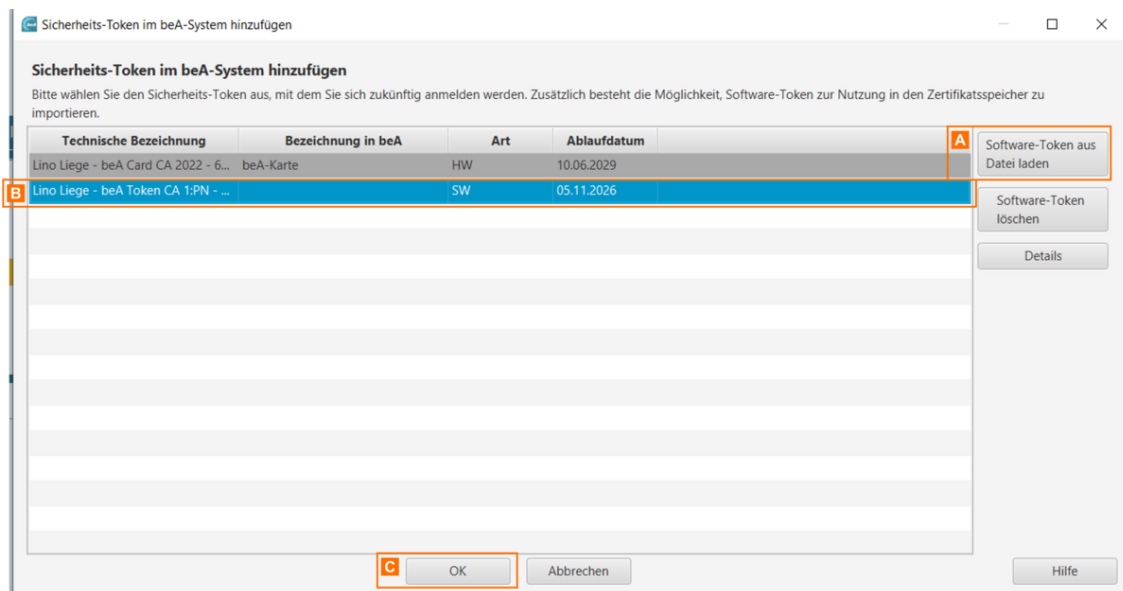 Sicherheits-Token im beA-System hinzufügen
Sicherheits-Token im beA-System hinzufügen
Bitte wählen Sie den Sicherheits-Token aus, mit dem Sie sich zukünftig anmelden werden. Zusätzlich besteht die Möglichkeit, Software-Token zur Nutzung in den Zertifikatsspeicher zu
importieren.
Technische Bezeichnung Bezeichnung in beA Art Ablaufdatum
Lino Liege - beA Card CA 2022 - 6... beA-Karte HW 10.06.2029
B Lino Liege - beA Token CA 1:PN - ... SW 05.11.2026
A Software-Token aus
Datei laden
Software-Token
löschen
Details
C OK Abbrechen Hilfe